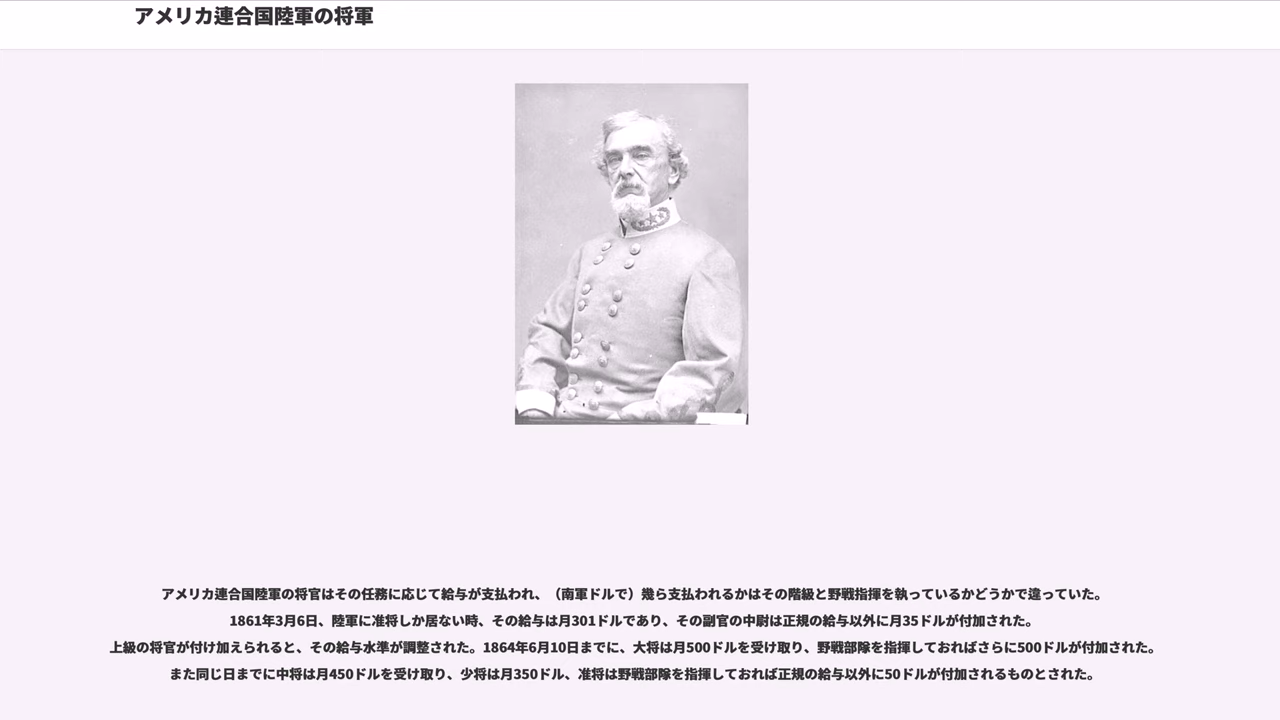 アメリカ連合国陸軍の将軍
アメリカ連合国陸軍の将官はその任務に応じて給与が支払われ、（南軍ドルで）幾ら支払われるかはその階級と野戦指揮を執っているかどうかで違っていた。
1861年3月6日、陸軍に准将しか居ない時、その給与は月301ドルであり、その副官の中尉は正規の給与以外に月35ドルが付加された。
上級の将官が付け加えられると、その給与水準が調整された。1864年6月10日までに、大将は月500ドルを受け取り、野戦部隊を指揮しておればさらに500ドルが付加された。
また同じ日までに中将は月450ドルを受け取り、少将は月350ドル、准将は野戦部隊を指揮しておれば正規の給与以外に50ドルが付加されるものとされた。